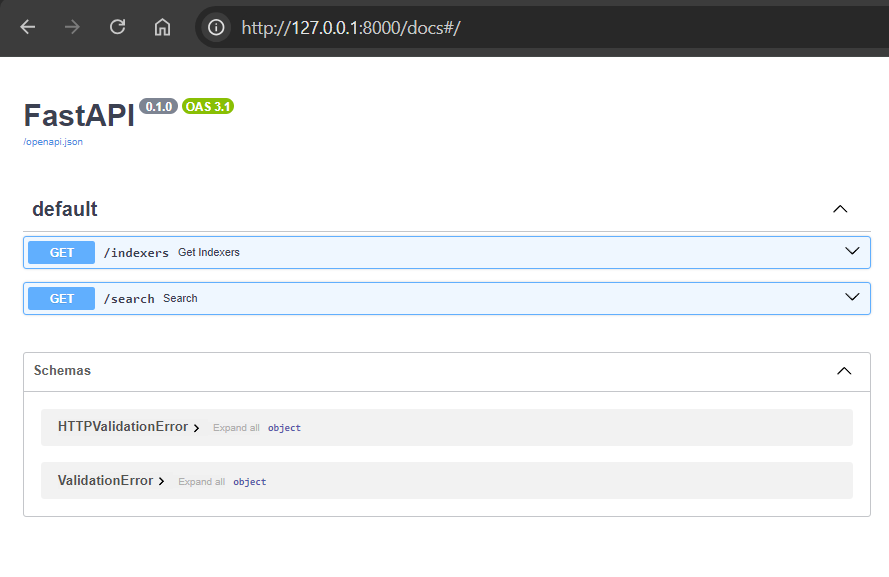 http://127.0.0.1:8000/docs#/
FastAPI 0.1.0 OAS 3.1
/openapi.json
default
GET /indexers Get Indexers
GET /search Search
Schemas
HTTPValidationError Expand all object
ValidationError Expand all object